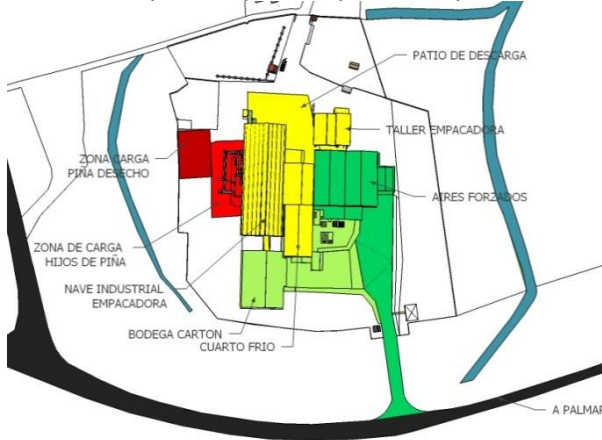 PATIO DE DESCARGA
TALLER EMPACADORA
ZONA CARGA
PIÑA DESECHO
AIRES FORZADOS
ZONA DE CARGA
HIJOS DE PIÑA
NAVE INDUSTRIAL
EMPACADORA
BODEGA CARTON
CUARTO FRIO
A PALMAR